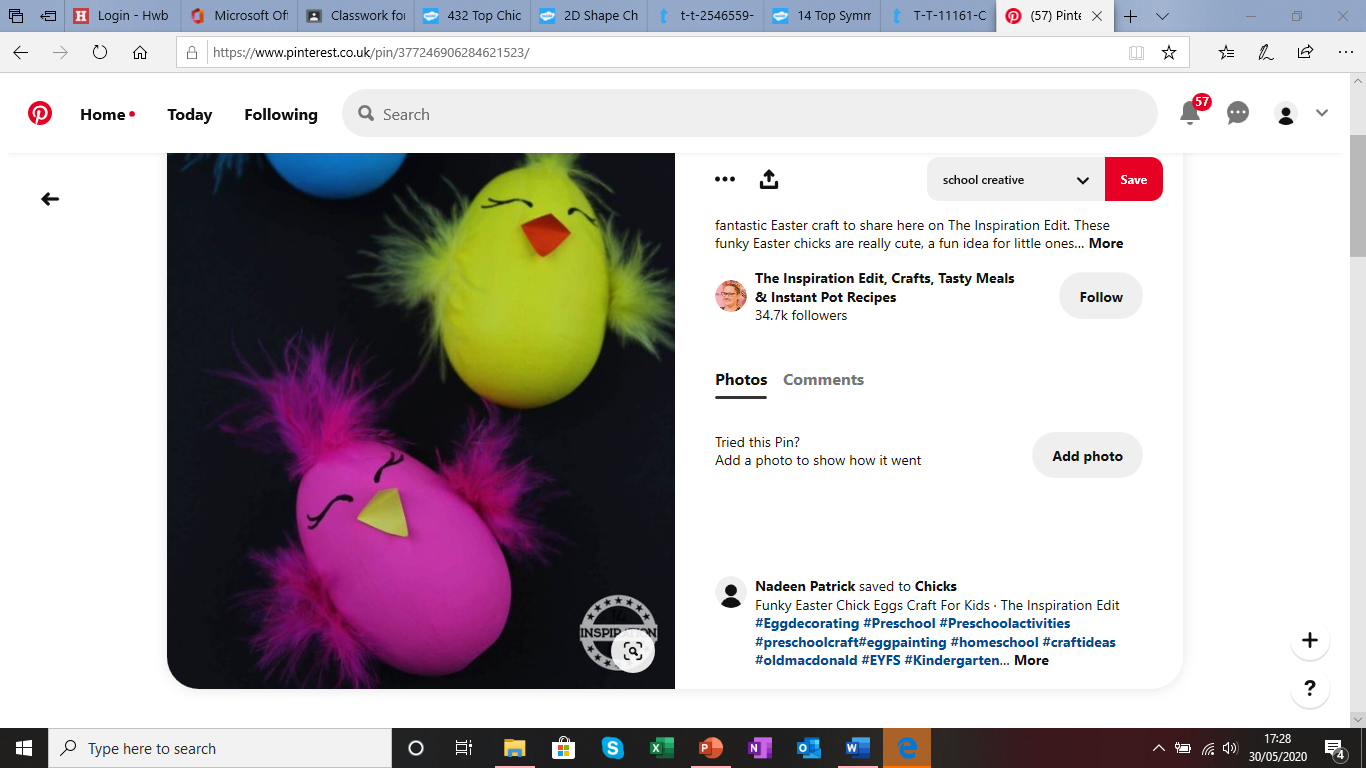 Login - Hwb
Microsoft Off
Classwork for
432 Top Chic
2D Shape Ch
t-t-2546559-
14 Top Symm
T-T-11161-C
(57) Pinte
https://www.pinterest.co.uk/pin/377246906284621523/
Home
Today
Following
Search
57
school creative
Save
fantastic Easter craft to share here on The Inspiration Edit. These
funky Easter chicks are really cute, a fun idea for little ones... More
The Inspiration Edit, Crafts, Tasty Meals
& Instant Pot Recipes
34.7k followers
Follow
Photos
Comments
Tried this Pin?
Add a photo to show how it went
Add photo
INSPIRATION
Nadeen Patrick saved to Chicks
Funky Easter Chick Eggs Craft For Kids · The Inspiration Edit
#Eggdecorating #Preschool #Preschoolactivities
#preschoolcraft#eggpainting #homeschool #craftideas
#oldmacdonald #EYFS #Kindergarten... More
?
Type here to search
17:28
30/05/2020
4